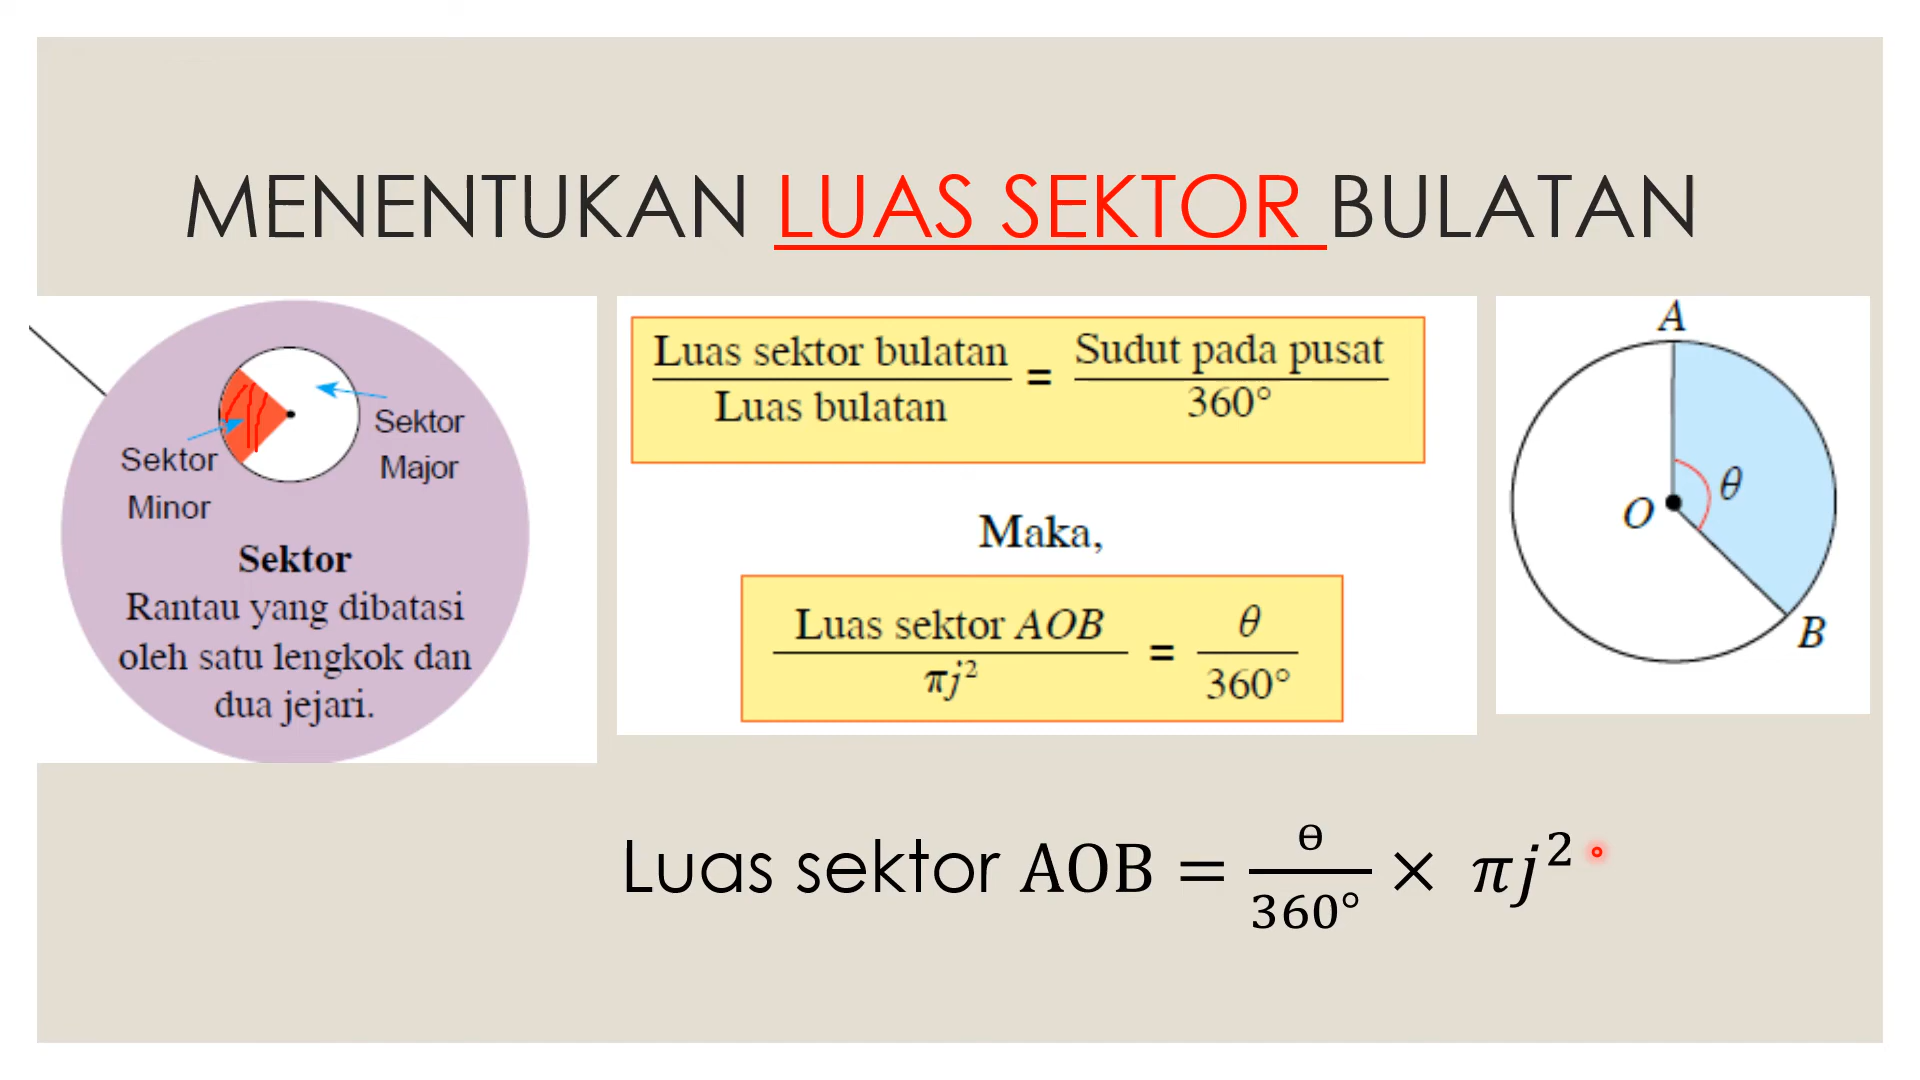 MENENTUKAN LUAS SEKTOR BULATAN
Sektor
Minor
Sektor
Major
Sektor
Rantau yang dibatasi
oleh satu lengkok dan
dua jejari.
Luas sektor bulatan / Luas bulatan = Sudut pada pusat / 360°
Maka,
Luas sektor AOB / πj² = θ / 360°
A
O
θ
B
Luas sektor AOB = ɵ / 360° × πj²